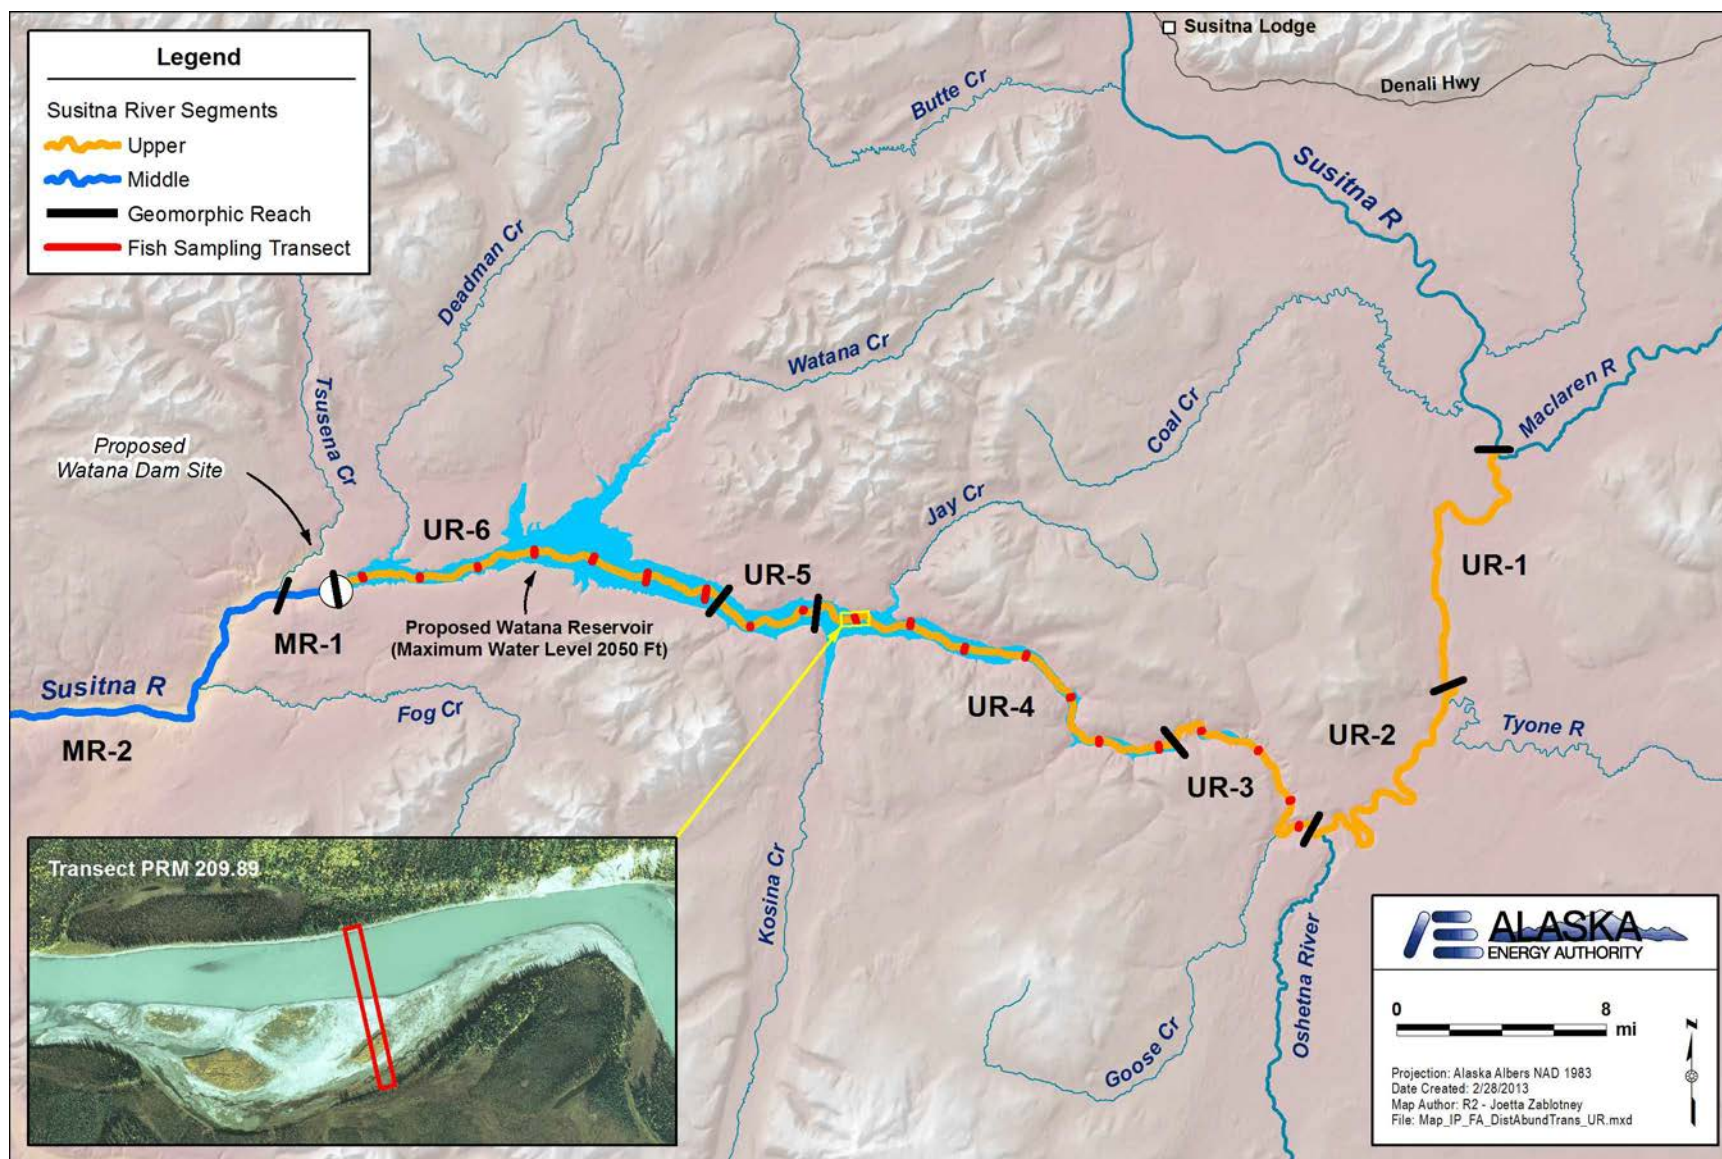 Legend
Susitna River Segments
Upper
Middle
Geomorphic Reach
Fish Sampling Transect
Susitna Lodge
Denali Hwy
Butte Cr
Susitna R
Deadman Cr
Watana Cr
Tsusena Cr
Coal Cr
Maclaren R
Proposed
Watana Dam Site
Jay Cr
UR-6
UR-5
UR-1
Proposed Watana Reservoir
(Maximum Water Level 2050 Ft)
MR-1
Susitna R
Fog Cr
UR-4
UR-2
Tyone R
MR-2
UR-3
Transect PRM 209.89
Kosina Cr
Goose Cr
Oshetna River
ALASKA
ENERGY AUTHORITY
0 8
mi
N
Projection: Alaska Albers NAD 1983
Date Created: 2/28/2013
Map Author: R2 - Joetta Zablotney
File: Map_IP_FA_DistAbundTrans_UR.mxd